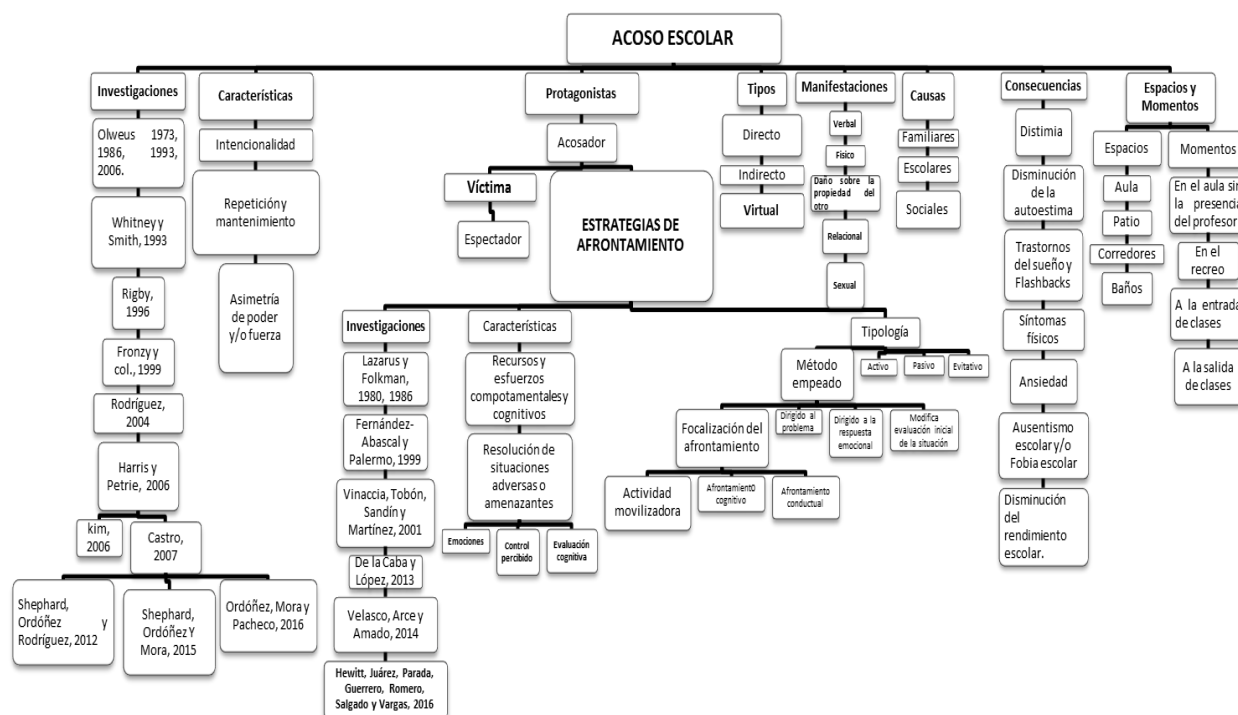 ACOSO ESCOLAR
Investigaciones
Olweus 1973,
1986, 1993,
2006.
Whitney y
Smith, 1993
Rigby,
1996
Fronzy y
col., 1999
Rodríguez,
2004
Harris y
Petrie, 2006
kim,
2006
Castro,
2007
Shephard,
Ordóñez y
Rodríguez, 2012
Shephard,
Ordóñez Y
Mora, 2015
Ordóñez, Mora y
Pacheco, 2016
Características
Intencionalidad
Repetición y
mantenimiento
Asimetría
de poder
y/o fuerza
Protagonistas
Acosador
Víctima
Espectador
ESTRATEGIAS DE
AFRONTAMIENTO
Investigaciones
Lazarus y
Folkman,
1980, 1986
Fernández-
Abascal y
Palermo, 1999
Vinaccia, Tobón,
Sandín y
Martínez, 2001
De la Caba y
López, 2013
Velasco, Arce y
Amado, 2014
Hewitt, Juárez, Parada,
Guerrero, Romero,
Salgado y Vargas, 2016
Características
Recursos y
esfuerzos
compotamentales y
cognitivos
Resolución de
situaciones
adversas o
amenazantes
Emociones
Control
percibido
Evaluación
cognitiva
Tipología
Método
empeado
Activo
Pasivo
Evitativo
Focalización del
afrontamiento
Dirigido al
problema
Dirigido a la
respuesta
emocional
Modifica
evaluación inicial
de la situación
Actividad
movilizadora
Afrontamient0
cognitivo
Afrontamiento
conductual
Tipos
Directo
Indirecto
Virtual
Manifestaciones
Verbal
Físico
Daño sobre la
propiedad del
otro
Relacional
Sexual
Causas
Familiares
Escolares
Sociales
Consecuencias
Distimia
Disminución
de la
autoestima
Trastornos
del sueño y
Flashbacks
Síntomas
físicos
Ansiedad
Ausentismo
escolar y/o
Fobia escolar
Disminución
del
rendimiento
escolar.
Espacios y
Momentos
Espacios
Aula
Patio
Corredores
Baños
Momentos
En el aula sin
la presencia
del profesor
En el
recreo
A la entrada
de clases
A la salida
de clases